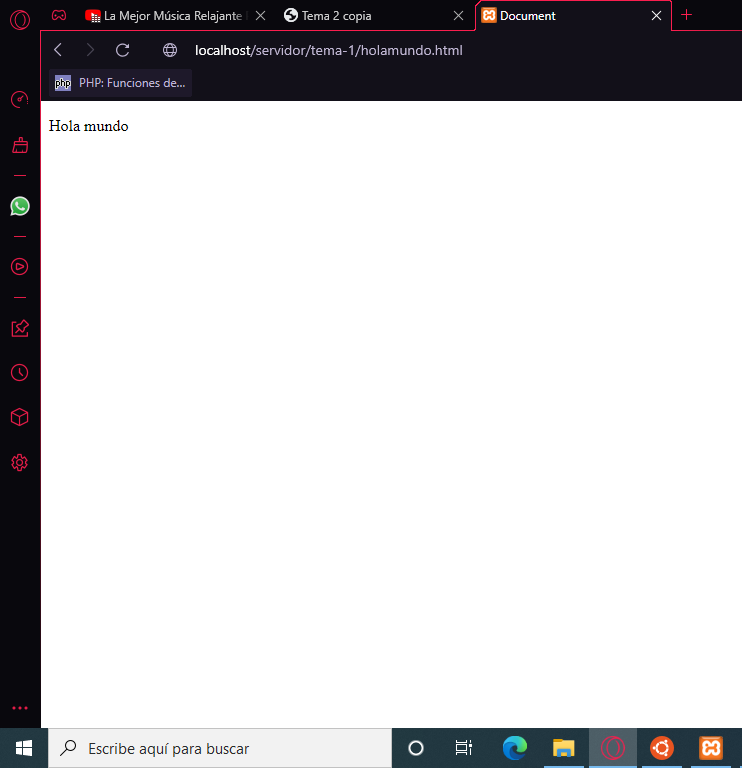 La Mejor Música Relajante
Tema 2 copia
Document
localhost/servidor/tema-1/holamundo.html
php
PHP: Funciones de...
Hola mundo
Escribe aquí para buscar